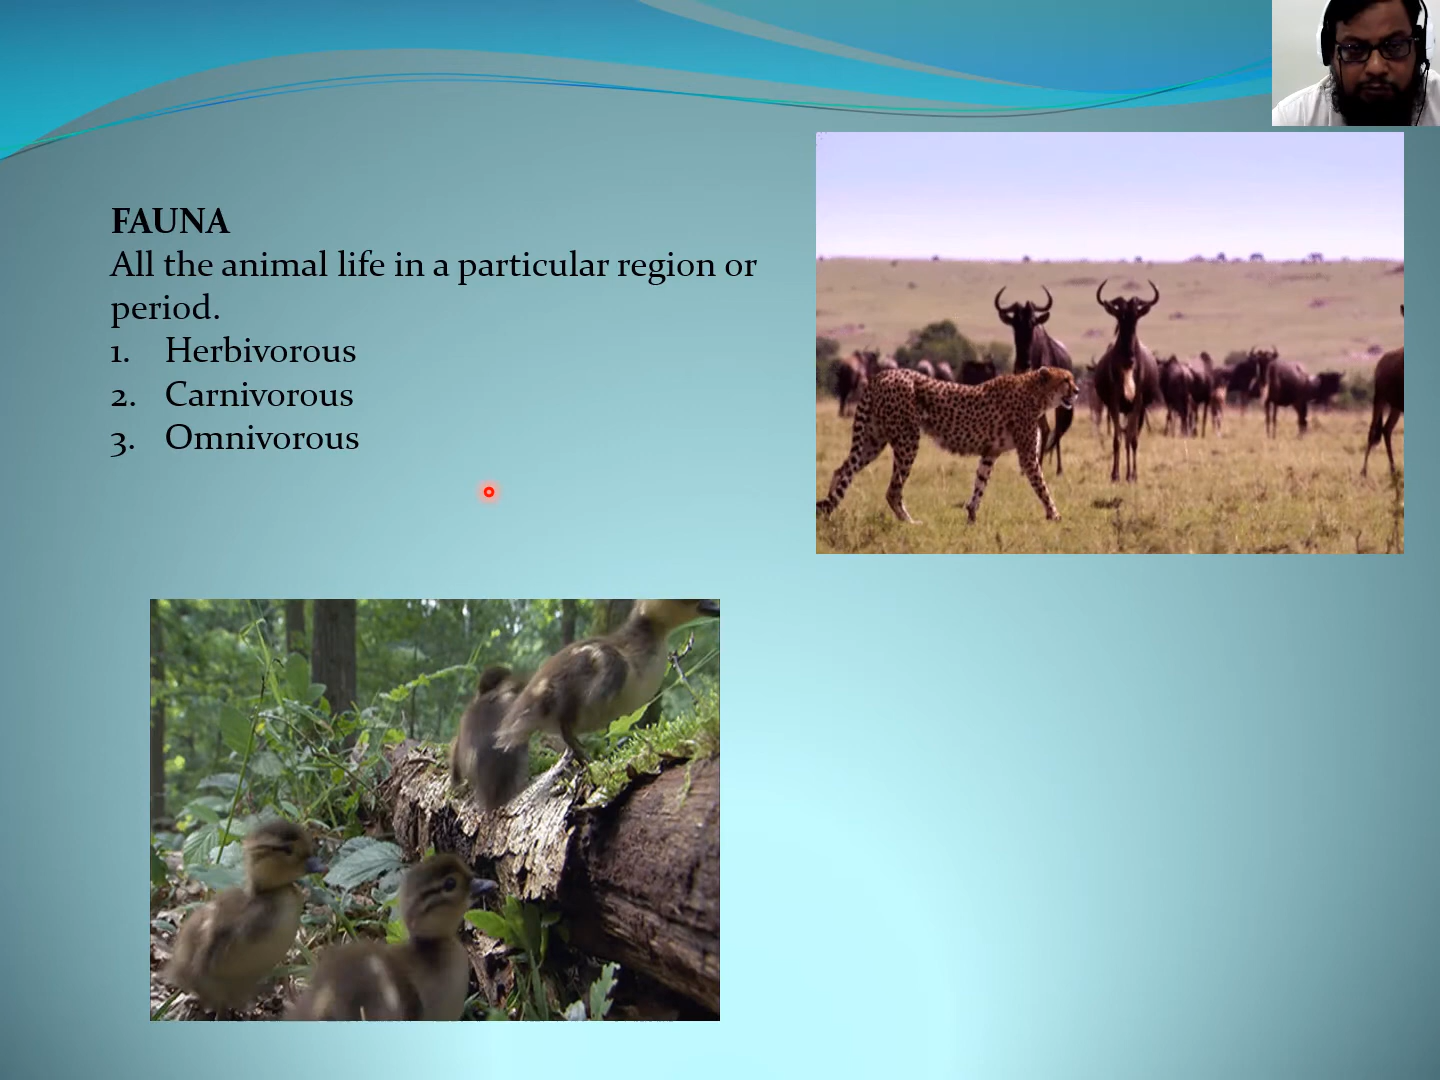 FAUNA
All the animal life in a particular region or
period.
1. Herbivorous
2. Carnivorous
3. Omnivorous